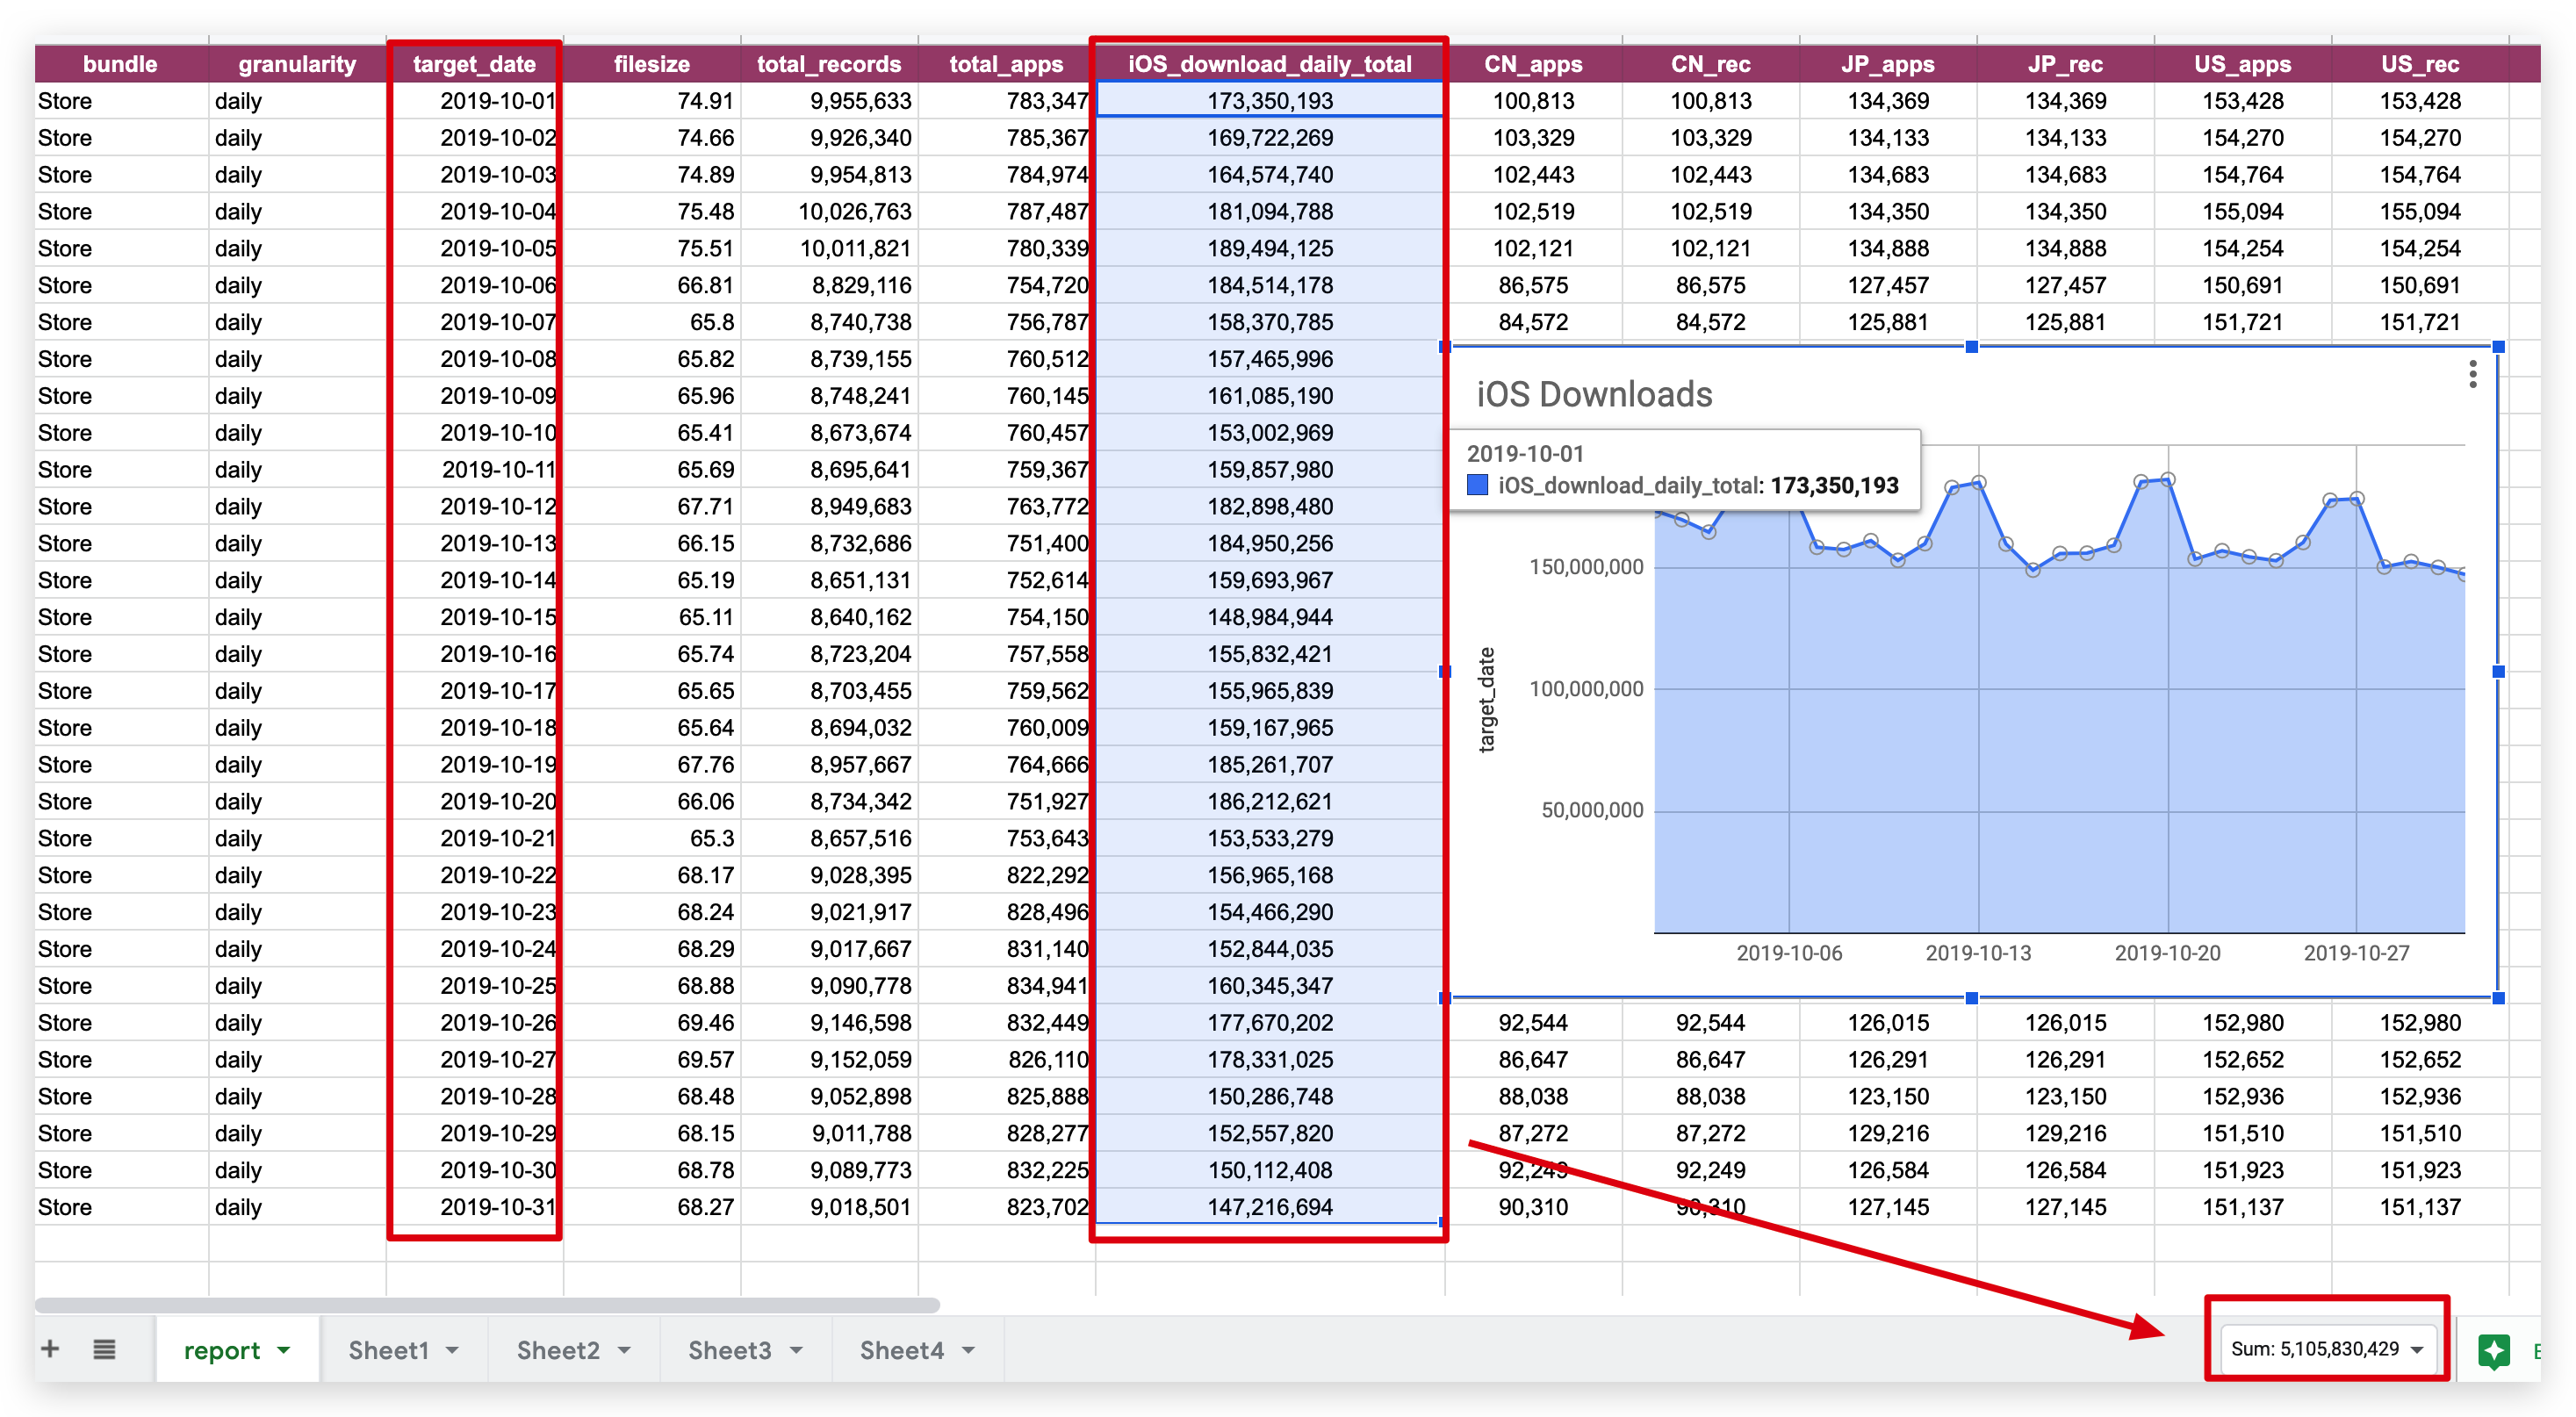 bundle granularity target_date filesize total_records total_apps iOS_download_daily_total CN_apps CN_rec JP_apps JP_rec US_apps US_rec
Store daily 2019-10-01 74.91 9,955,633 783,347 173,350,193 100,813 100,813 134,369 134,369 153,428 153,428
Store daily 2019-10-02 74.66 9,926,340 785,367 169,722,269 103,329 103,329 134,133 134,133 154,270 154,270
Store daily 2019-10-03 74.89 9,954,813 784,974 164,574,740 102,443 102,443 134,683 134,683 154,764 154,764
Store daily 2019-10-04 75.48 10,026,763 787,487 181,094,788 102,519 102,519 134,350 134,350 155,094 155,094
Store daily 2019-10-05 75.51 10,011,821 780,339 189,494,125 102,121 102,121 134,888 134,888 154,254 154,254
Store daily 2019-10-06 66.81 8,829,116 754,720 184,514,178 86,575 86,575 127,457 127,457 150,691 150,691
Store daily 2019-10-07 65.8 8,740,738 756,787 158,370,785 84,572 84,572 125,881 125,881 151,721 151,721
Store daily 2019-10-08 65.82 8,739,155 760,512 157,465,996
Store daily 2019-10-09 65.96 8,748,241 760,145 161,085,190
Store daily 2019-10-10 65.41 8,673,674 760,457 153,002,969
Store daily 2019-10-11 65.69 8,695,641 759,367 159,857,980
Store daily 2019-10-12 67.71 8,949,683 763,772 182,898,480
Store daily 2019-10-13 66.15 8,732,686 751,400 184,950,256
Store daily 2019-10-14 65.19 8,651,131 752,614 159,693,967
Store daily 2019-10-15 65.11 8,640,162 754,150 148,984,944
Store daily 2019-10-16 65.74 8,723,204 757,558 155,832,421
Store daily 2019-10-17 65.65 8,703,455 759,562 155,965,839
Store daily 2019-10-18 65.64 8,694,032 760,009 159,167,965
Store daily 2019-10-19 67.76 8,957,667 764,666 185,261,707
Store daily 2019-10-20 66.06 8,734,342 751,927 186,212,621
Store daily 2019-10-21 65.3 8,657,516 753,643 153,533,279
Store daily 2019-10-22 68.17 9,028,395 822,292 156,965,168
Store daily 2019-10-23 68.24 9,021,917 828,496 154,466,290
Store daily 2019-10-24 68.29 9,017,667 831,140 152,844,035
Store daily 2019-10-25 68.88 9,090,778 834,941 160,345,347
Store daily 2019-10-26 69.46 9,146,598 832,449 177,670,202 92,544 92,544 126,015 126,015 152,980 152,980
Store daily 2019-10-27 69.57 9,152,059 826,110 178,331,025 86,647 86,647 126,291 126,291 152,652 152,652
Store daily 2019-10-28 68.48 9,052,898 825,888 150,286,748 88,038 88,038 123,150 123,150 152,936 152,936
Store daily 2019-10-29 68.15 9,011,788 828,277 152,557,820 87,272 87,272 129,216 129,216 151,510 151,510
Store daily 2019-10-30 68.78 9,089,773 832,225 150,112,408 92,249 92,249 126,584 126,584 151,923 151,923
Store daily 2019-10-31 68.27 9,018,501 823,702 147,216,694 90,310 90,310 127,145 127,145 151,137 151,137
iOS Downloads
2019-10-01
iOS_download_daily_total: 173,350,193
150,000,000
100,000,000
50,000,000
target_date
2019-10-06 2019-10-13 2019-10-20 2019-10-27
report Sheet1 Sheet2 Sheet3 Sheet4 Sum: 5,105,830,429